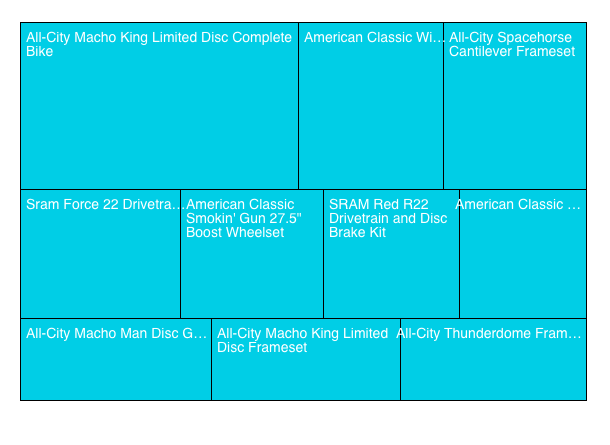 All-City Macho King Limited Disc Complete
Bike
American Classic Wi…
All-City Spacehorse
Cantilever Frameset
Sram Force 22 Drivetra…
American Classic
Smokin' Gun 27.5"
Boost Wheelset
SRAM Red R22
Drivetrain and Disc
Brake Kit
American Classic …
All-City Macho Man Disc G…
All-City Macho King Limited
Disc Frameset
All-City Thunderdome Fram…